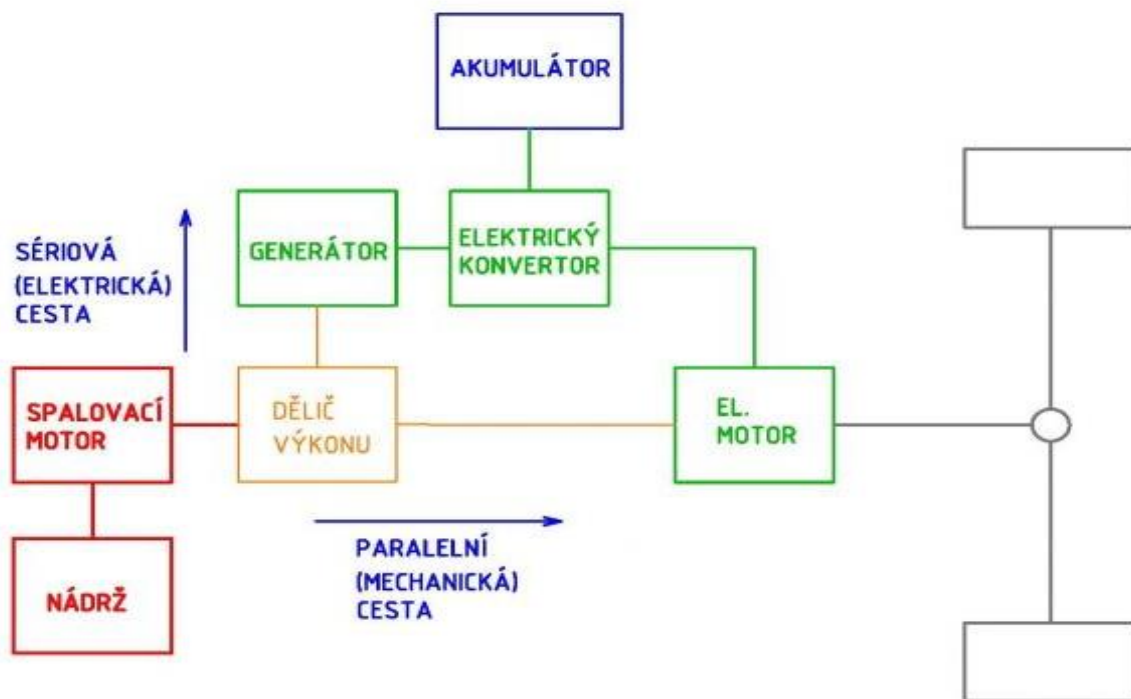 AKUMULÁTOR
SÉRIOVÁ
(ELEKTRICKÁ)
CESTA
GENERÁTOR
ELEKTRICKÝ
KONVERTOR
SPALOVACÍ
MOTOR
DĚLIČ
VÝKONU
EL.
MOTOR
NÁDRŽ
PARALELNÍ
(MECHANICKÁ)
CESTA